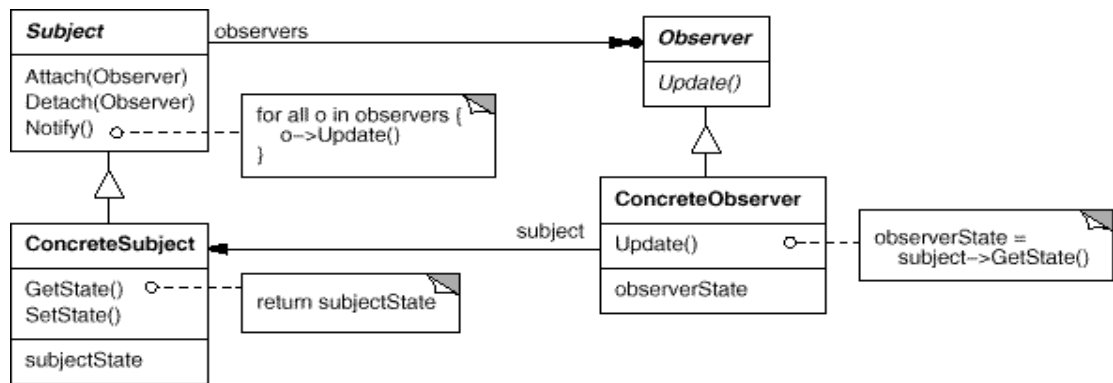 Subject
Attach(Observer)
Detach(Observer)
Notify()
observers
Observer
Update()
for all o in observers {
o->Update()
}
ConcreteSubject
GetState()
SetState()
subjectState
return subjectState
subject
ConcreteObserver
Update()
observerState
observerState =
subject->GetState()